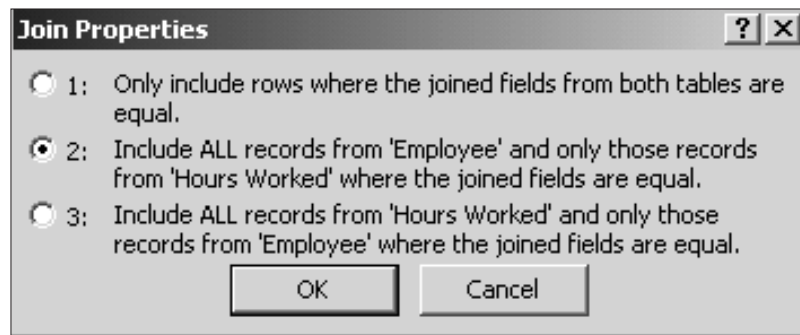 Join Properties
? X
1: Only include rows where the joined fields from both tables are
equal.
2: Include ALL records from 'Employee' and only those records
from 'Hours Worked' where the joined fields are equal.
3: Include ALL records from 'Hours Worked' and only those
records from 'Employee' where the joined fields are equal.
OK Cancel